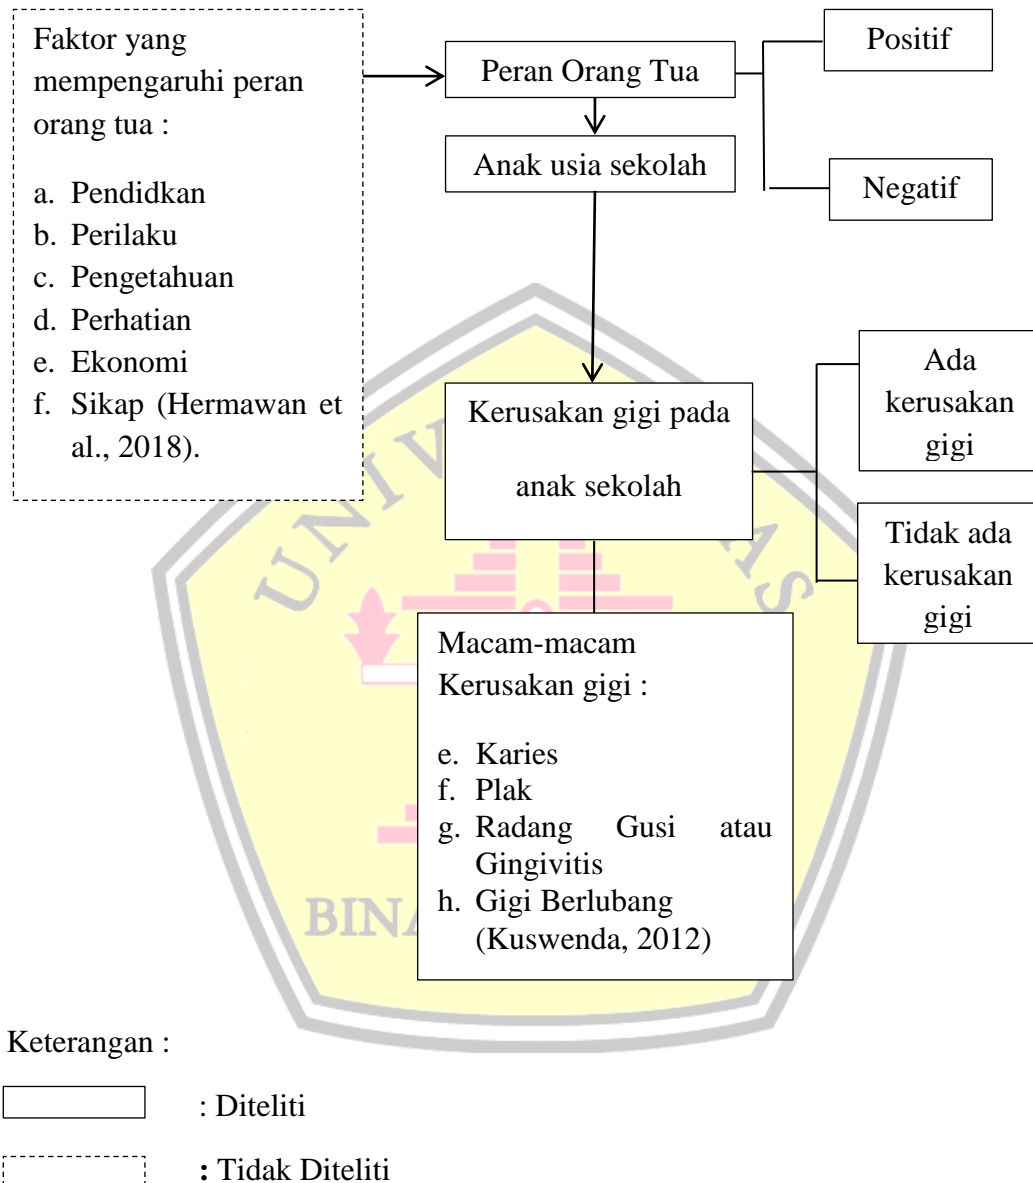 Faktor yang
mempengaruhi peran
orang tua :
a. Pendidkan
b. Perilaku
c. Pengetahuan
d. Perhatian
e. Ekonomi
f. Sikap (Hermawan et
al., 2018).
Peran Orang Tua
Positif
Negatif
Anak usia sekolah
Kerusakan gigi pada
anak sekolah
Ada
kerusakan
gigi
Tidak ada
kerusakan
gigi
Macam-macam
Kerusakan gigi :
e. Karies
f. Plak
g. Radang Gusi atau
Gingivitis
h. Gigi Berlubang
(Kuswenda, 2012)
Keterangan :
: Diteliti
: Tidak Diteliti